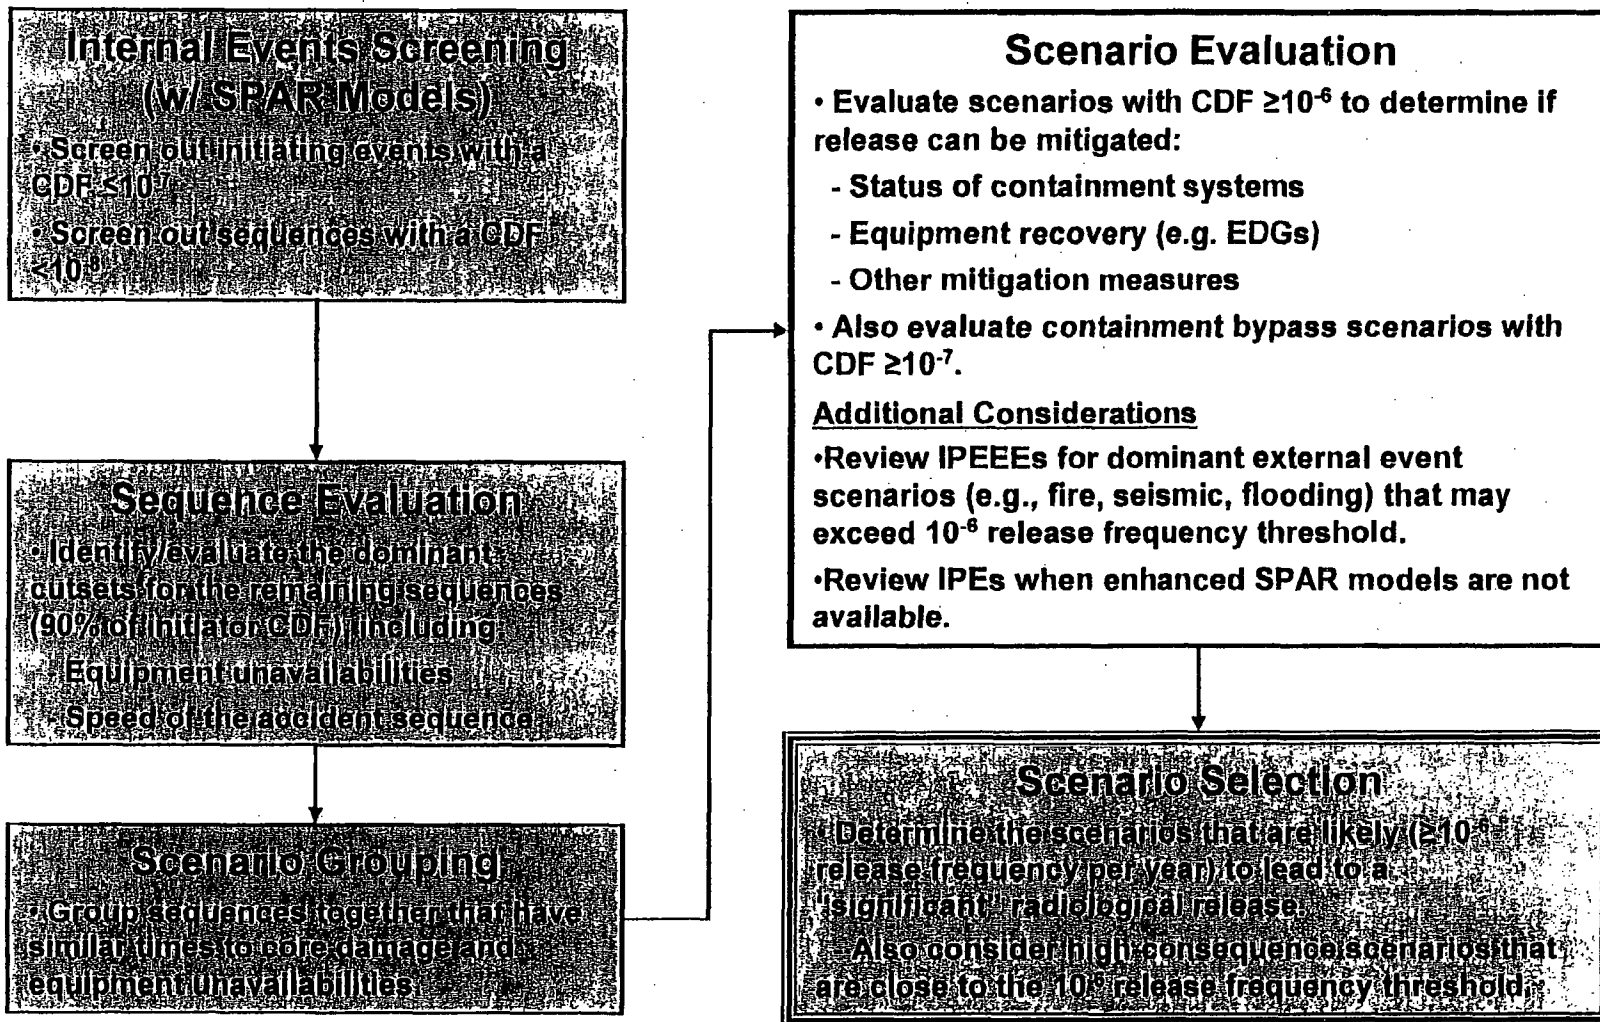 Internal Events Screening
(w/ SPAR Models)
• Screen out initiating events with a
CDF <10⁻⁷
• Screen out sequences with a CDF
<10⁻⁸
Sequence Evaluation
• Identify/evaluate the dominant
cutsets for the remaining sequences
(90% of initiator CDF) including:
Equipment unavailabilities
Speed of the accident sequence
Scenario Grouping
• Group sequences together that have
similar times to core damage and
equipment unavailabilities
Scenario Evaluation
• Evaluate scenarios with CDF ≥10⁻⁶ to determine if
release can be mitigated:
- Status of containment systems
- Equipment recovery (e.g. EDGs)
- Other mitigation measures
• Also evaluate containment bypass scenarios with
CDF ≥10⁻⁷.
Additional Considerations
•Review IPEEEs for dominant external event
scenarios (e.g., fire, seismic, flooding) that may
exceed 10⁻⁶ release frequency threshold.
•Review IPEs when enhanced SPAR models are not
available.
Scenario Selection
• Determine the scenarios that are likely (≥10⁻⁶
release frequency per year) to lead to a
"significant" radiological release.
Also consider high-consequence scenarios that
are close to the 10⁻⁶ release frequency threshold.